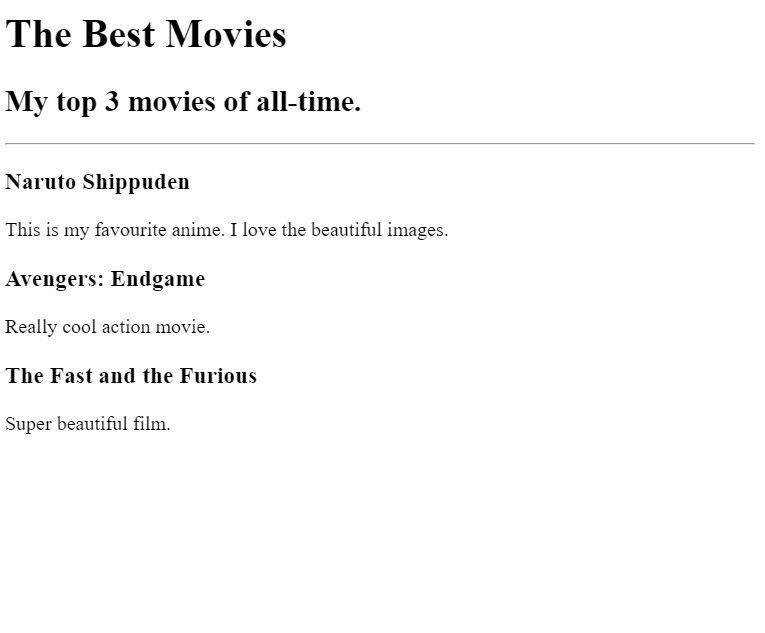 The Best Movies
My top 3 movies of all-time.
Naruto Shippuden
This is my favourite anime. I love the beautiful images.
Avengers: Endgame
Really cool action movie.
The Fast and the Furious
Super beautiful film.